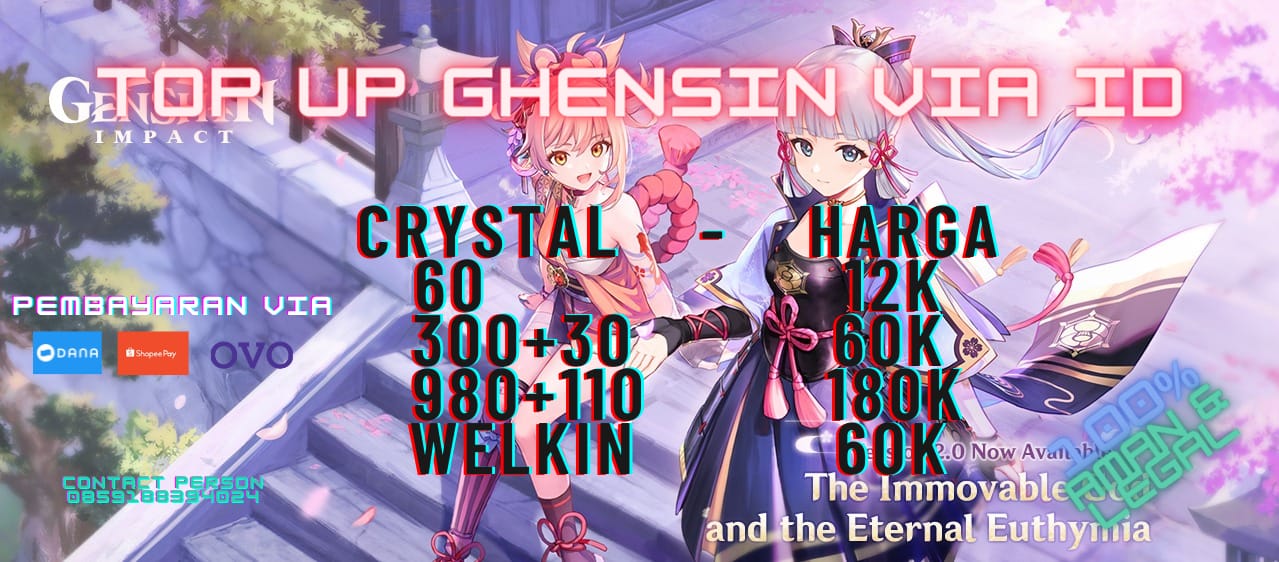 GENSHIN
IMPACT
TOP UP GHENSIN VIA ID
CRYSTAL - HARGA
60 12K
300+30 60K
980+110 180K
WELKIN 60K
PEMBAYARAN VIA
DANA ShopeePay OVO
CONTACT PERSON
0859188394024
100%
AMAN &
LEGAL
Version 2.0 Now Available
The Immovable God
and the Eternal Euthymia